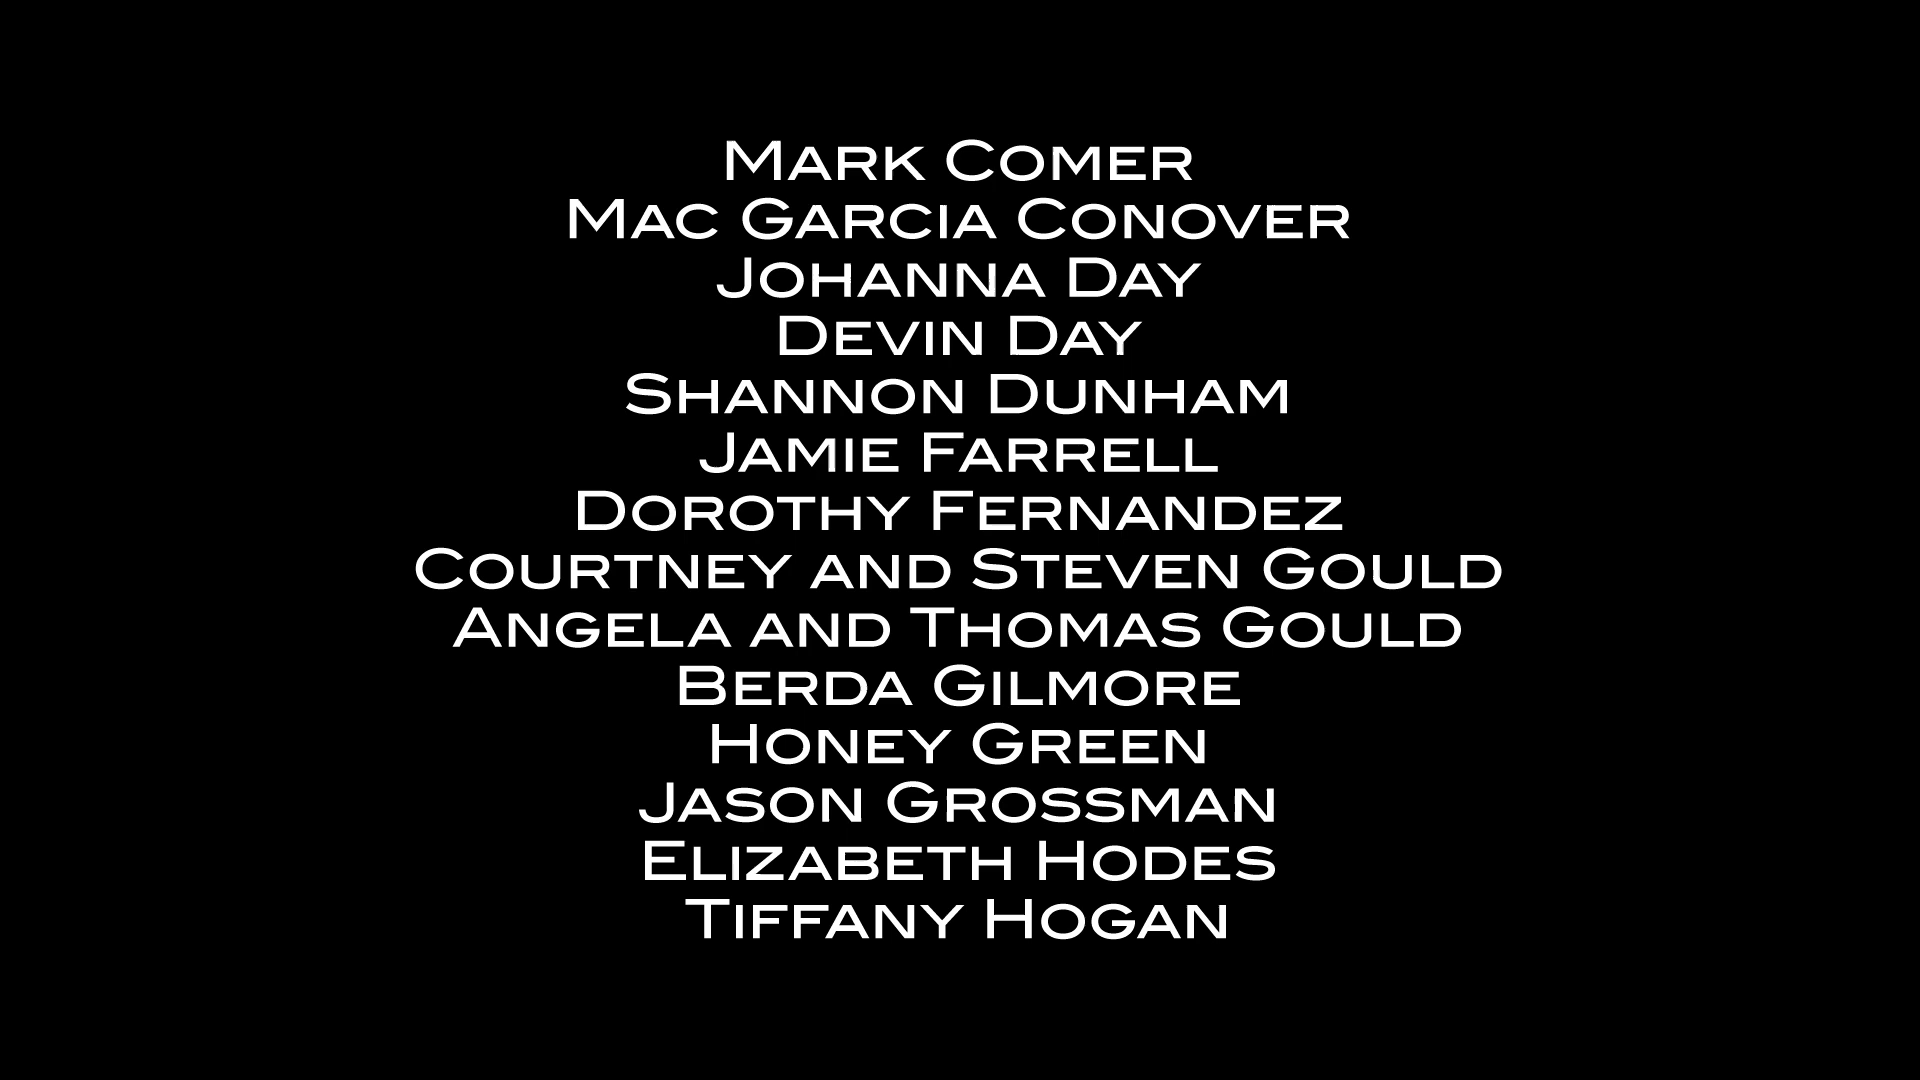 Mark Comer
Mac Garcia Conover
Johanna Day
Devin Day
Shannon Dunham
Jamie Farrell
Dorothy Fernandez
Courtney and Steven Gould
Angela and Thomas Gould
Berda Gilmore
Honey Green
Jason Grossman
Elizabeth Hodes
Tiffany Hogan